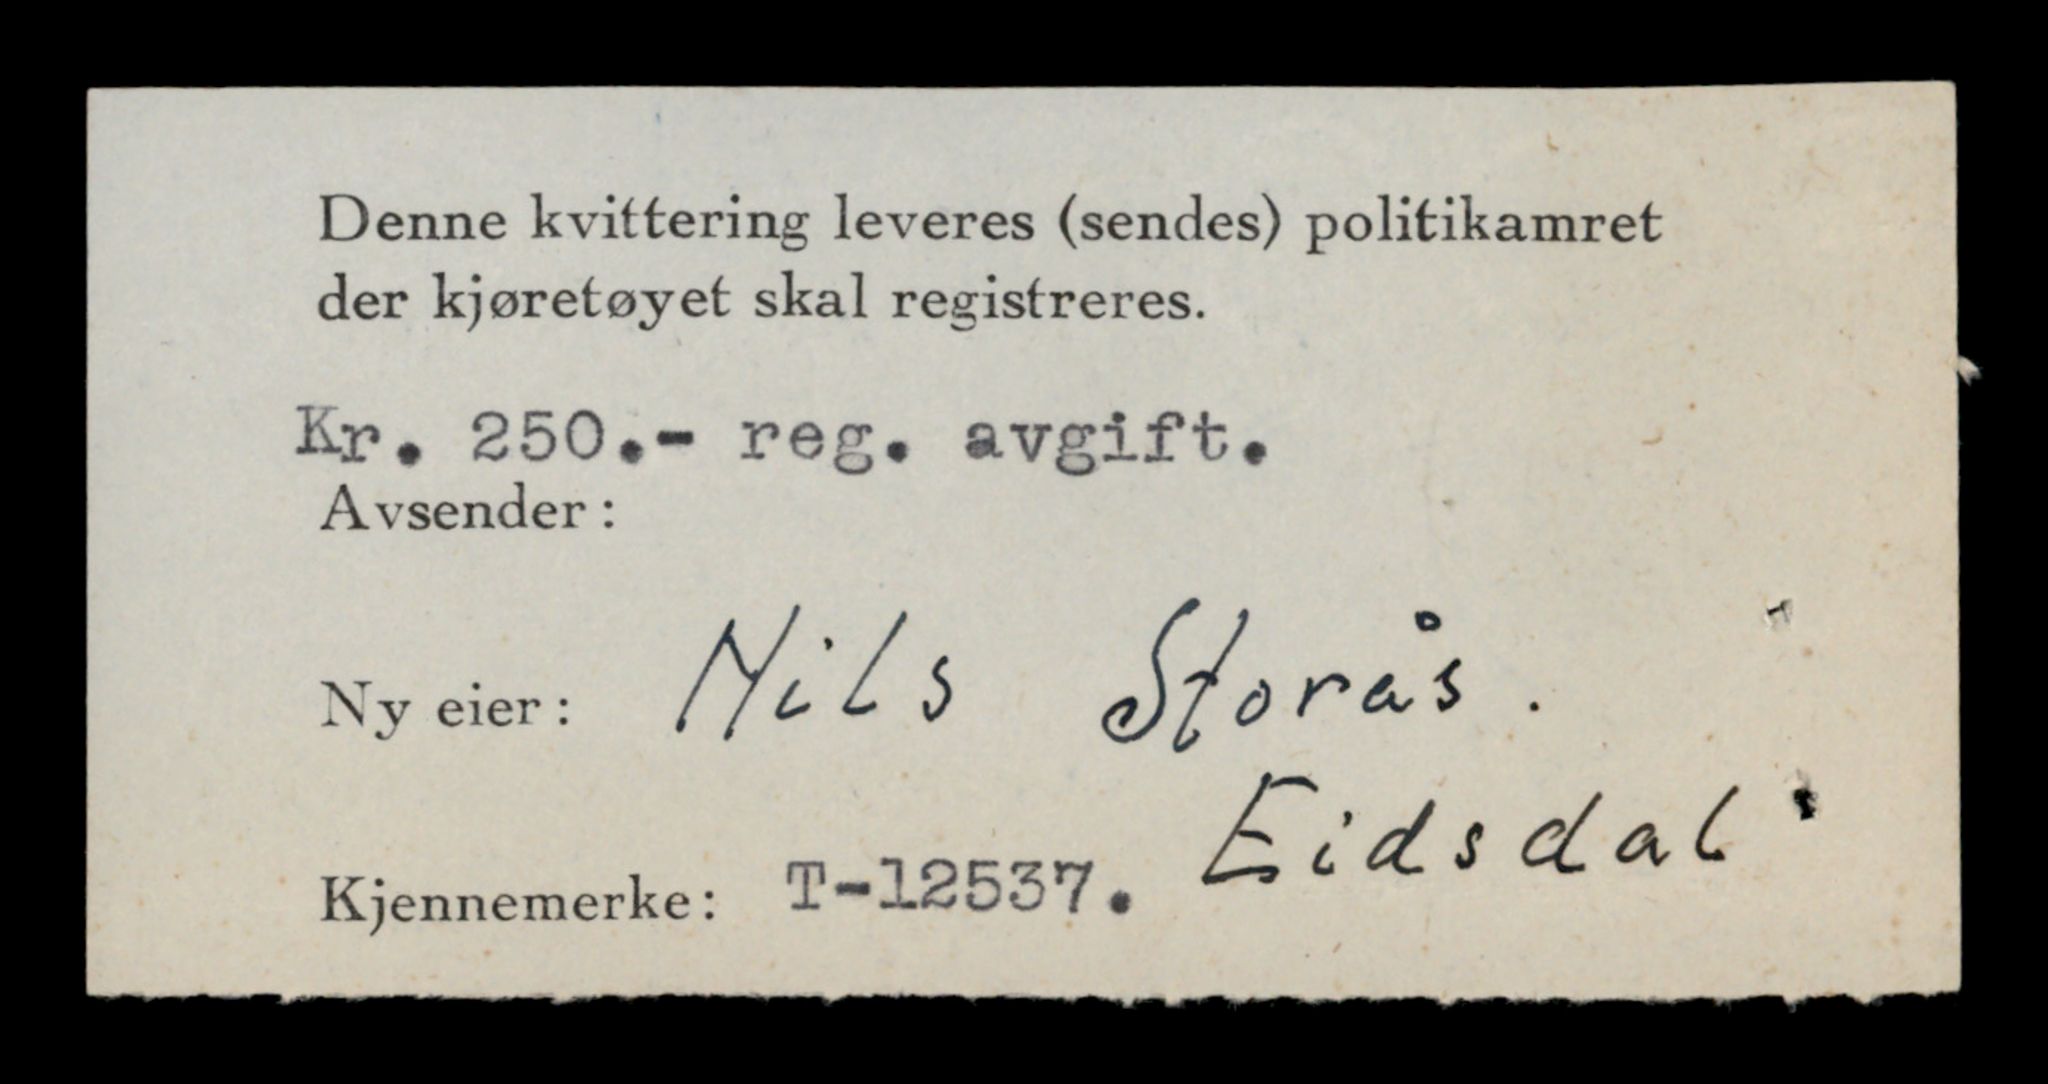 Denne kvittering leveres (sendes) politikamret
der kjøretøyet skal registreres.
Kr. 250.- reg. avgift.
Avsender:
Ny eier: Nils Storås.
Eidsdal
Kjennemerke: T-12537.